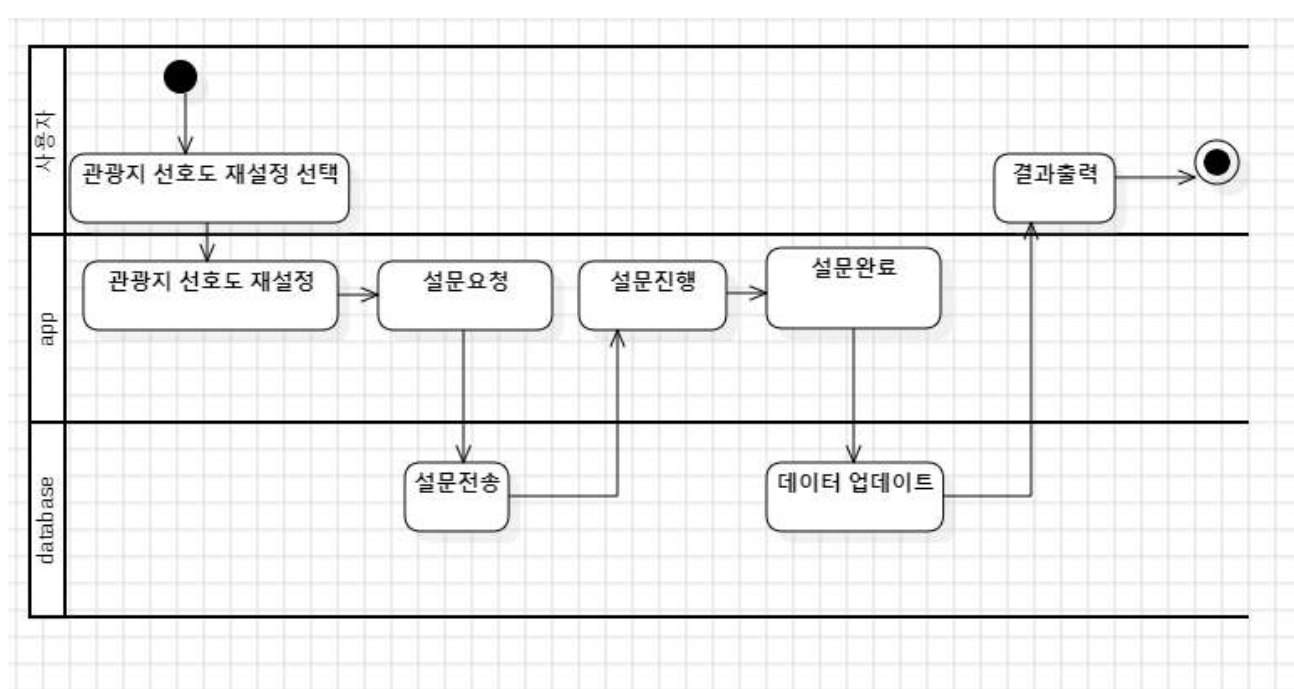 사용자
관광지 선호도 재설정 선택
결과출력
app
관광지 선호도 재설정
설문요청
설문진행
설문완료
database
설문전송
데이터 업데이트